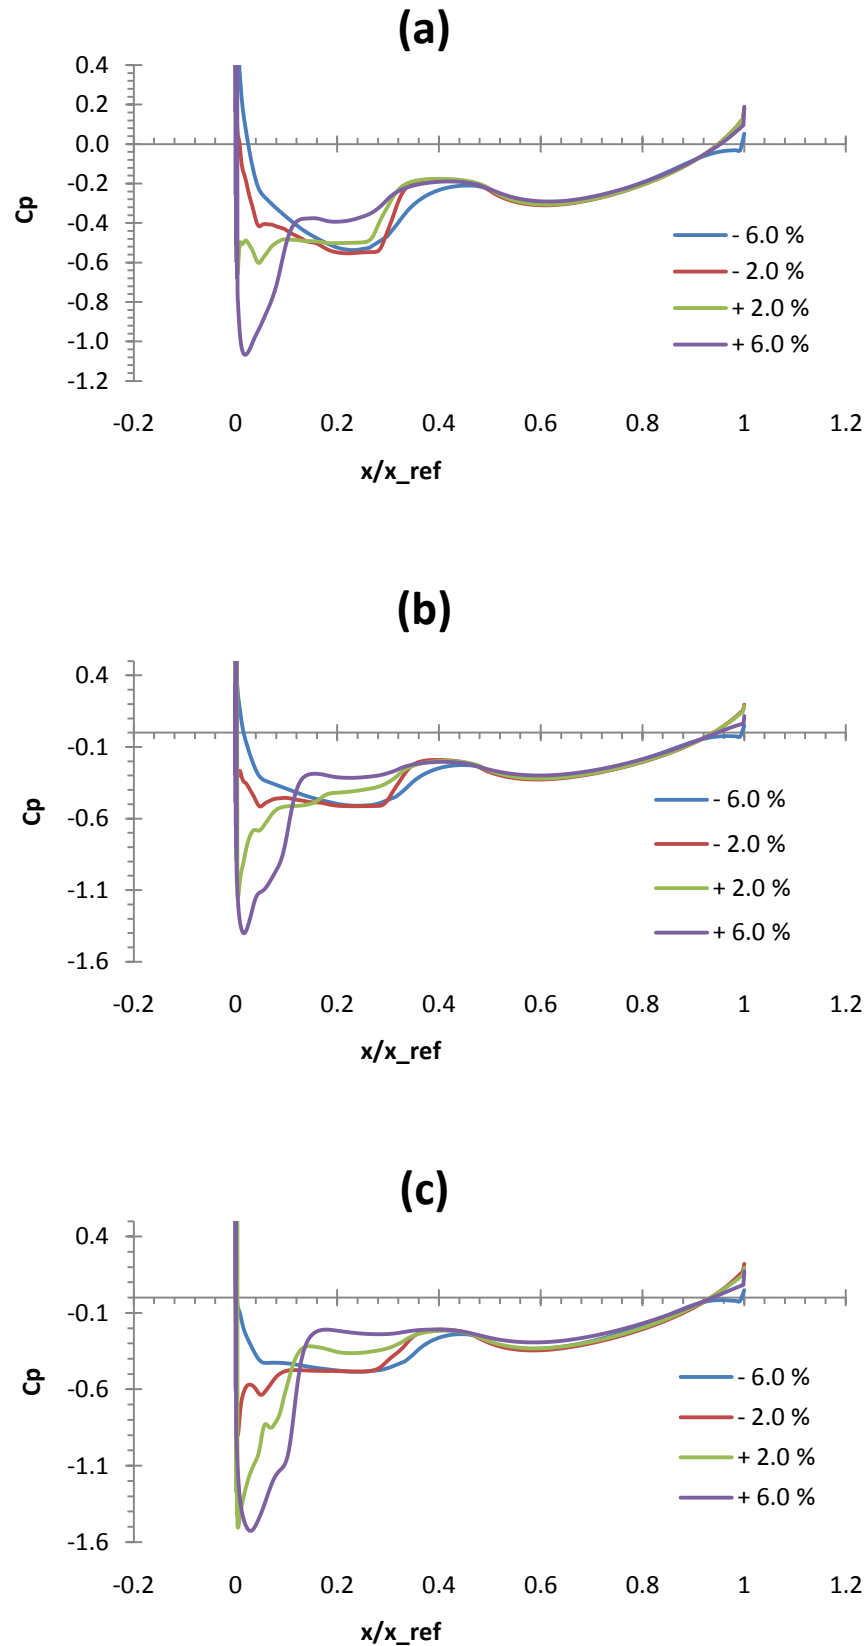 (a)
0.4
0.2
0.0
-0.2
-0.4
-0.6
-0.8
-1.0
-1.2
Cp
- 6.0 %
- 2.0 %
+ 2.0 %
+ 6.0 %
-0.2 0 0.2 0.4 0.6 0.8 1 1.2
x/x_ref
(b)
0.4
-0.1
-0.6
-1.1
-1.6
Cp
- 6.0 %
- 2.0 %
+ 2.0 %
+ 6.0 %
-0.2 0 0.2 0.4 0.6 0.8 1 1.2
x/x_ref
(c)
0.4
-0.1
-0.6
-1.1
-1.6
Cp
- 6.0 %
- 2.0 %
+ 2.0 %
+ 6.0 %
-0.2 0 0.2 0.4 0.6 0.8 1 1.2
x/x_ref